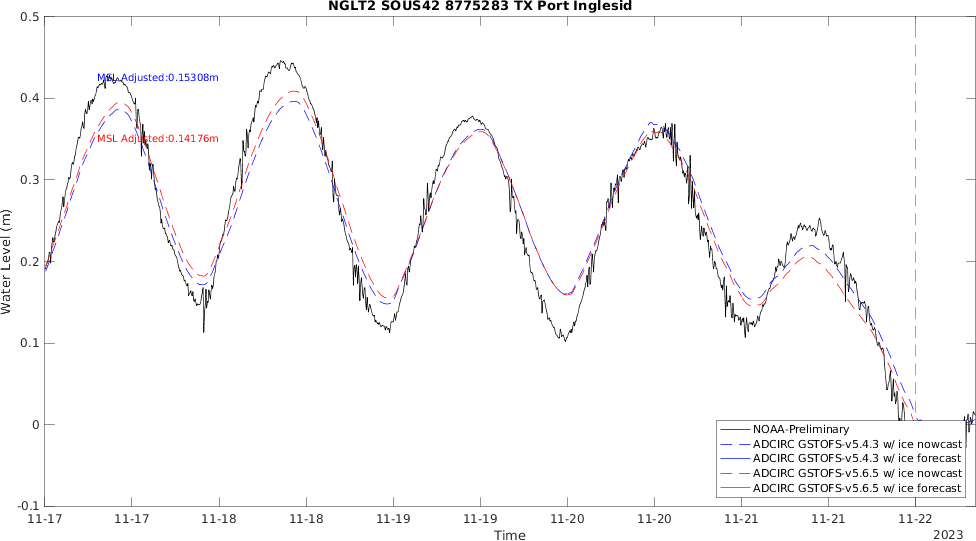 NGLT2 SOUS42 8775283 TX Port Inglesid
0.5
MSL Adjusted:0.15308m
0.4
MSL Adjusted:0.14176m
0.3
Water Level (m)
0.2
0.1
0
NOAA-Preliminary
ADCIRC GSTOFS-v5.4.3 w/ ice nowcast
ADCIRC GSTOFS-v5.4.3 w/ ice forecast
ADCIRC GSTOFS-v5.6.5 w/ ice nowcast
ADCIRC GSTOFS-v5.6.5 w/ ice forecast
-0.1
11-17 11-17 11-18 11-18 11-19 11-19 11-20 11-20 11-21 11-21 11-22
Time
2023